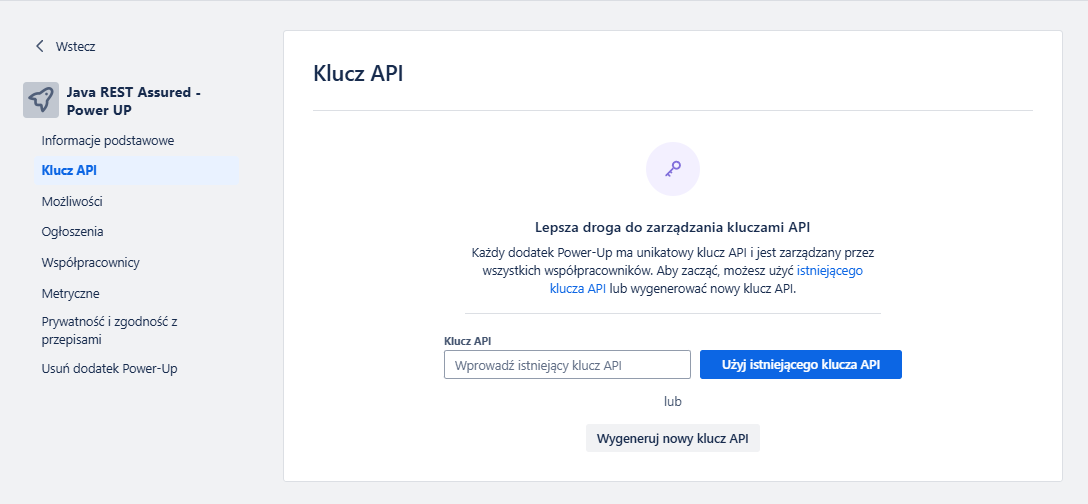 Wstecz
Java REST Assured -
Power UP
Informacje podstawowe
Klucz API
Możliwości
Ogłoszenia
Współpracownicy
Metryczne
Prywatność i zgodność z
przepisami
Usuń dodatek Power-Up
Klucz API
Lepsza droga do zarządzania kluczami API
Każdy dodatek Power-Up ma unikatowy klucz API i jest zarządzany przez
wszystkich współpracowników. Aby zacząć, możesz użyć istniejącego
klucza API lub wygenerować nowy klucz API.
Klucz API
Wprowadź istniejący klucz API
Użyj istniejącego klucza API
lub
Wygeneruj nowy klucz API